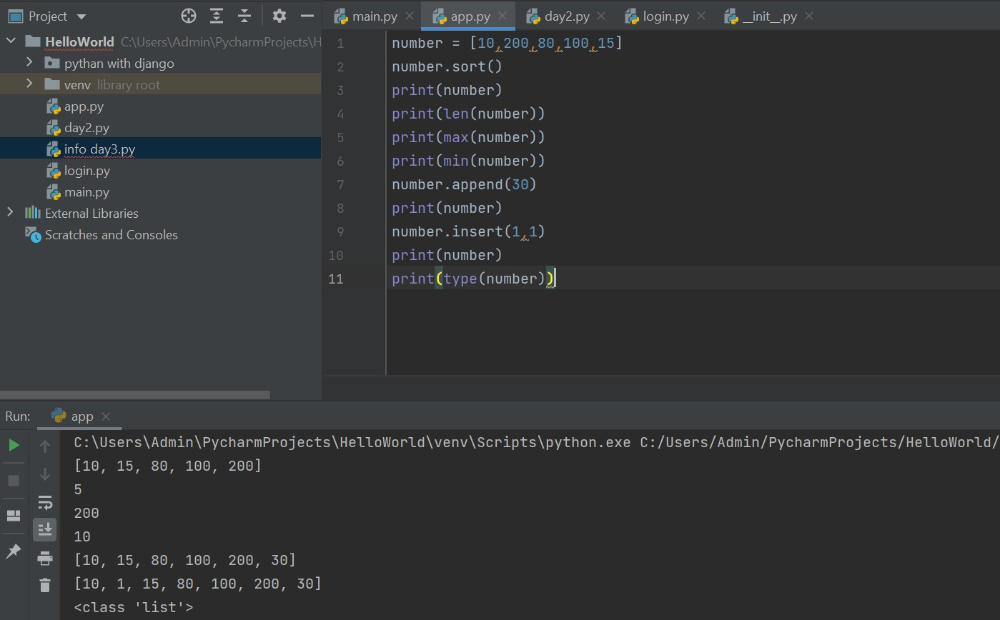 Project
HelloWorld C:\Users\Admin\PycharmProjects\H
pythan with django
venv library root
app.py
day2.py
info day3.py
login.py
main.py
External Libraries
Scratches and Consoles
main.py app.py day2.py login.py __init__.py
1 number = [10,200,80,100,15]
2 number.sort()
3 print(number)
4 print(len(number))
5 print(max(number))
6 print(min(number))
7 number.append(30)
8 print(number)
9 number.insert(1,1)
10 print(number)
11 print(type(number))
Run: app
C:\Users\Admin\PycharmProjects\HelloWorld\venv\Scripts\python.exe C:/Users/Admin/PycharmProjects/HelloWorld/
[10, 15, 80, 100, 200]
5
200
10
[10, 15, 80, 100, 200, 30]
[10, 1, 15, 80, 100, 200, 30]
<class 'list'>